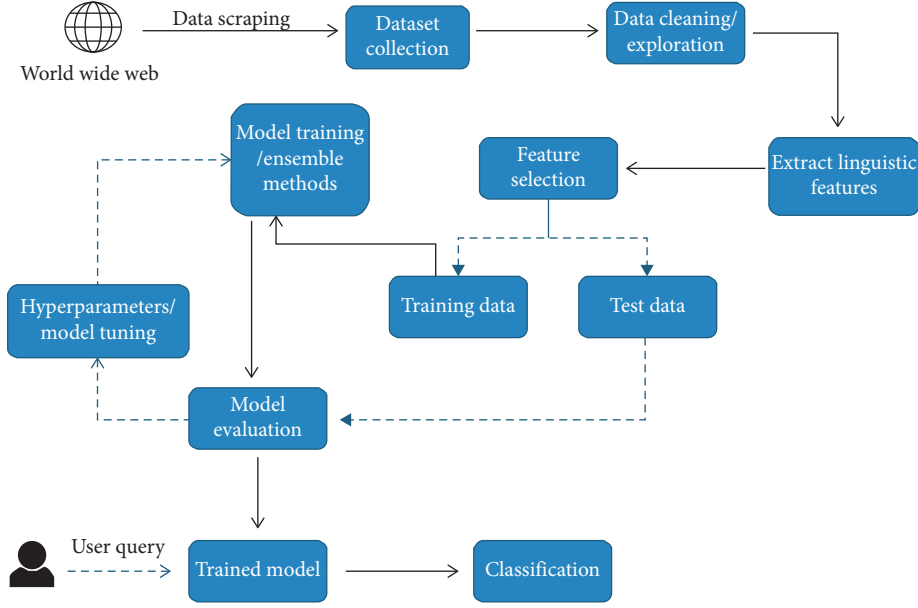 Data scraping
World wide web
Dataset
collection
Data cleaning/
exploration
Model training
/ensemble
methods
Feature
selection
Extract linguistic
features
Hyperparameters/
model tuning
Training data
Test data
Model
evaluation
User query
Trained model
Classification